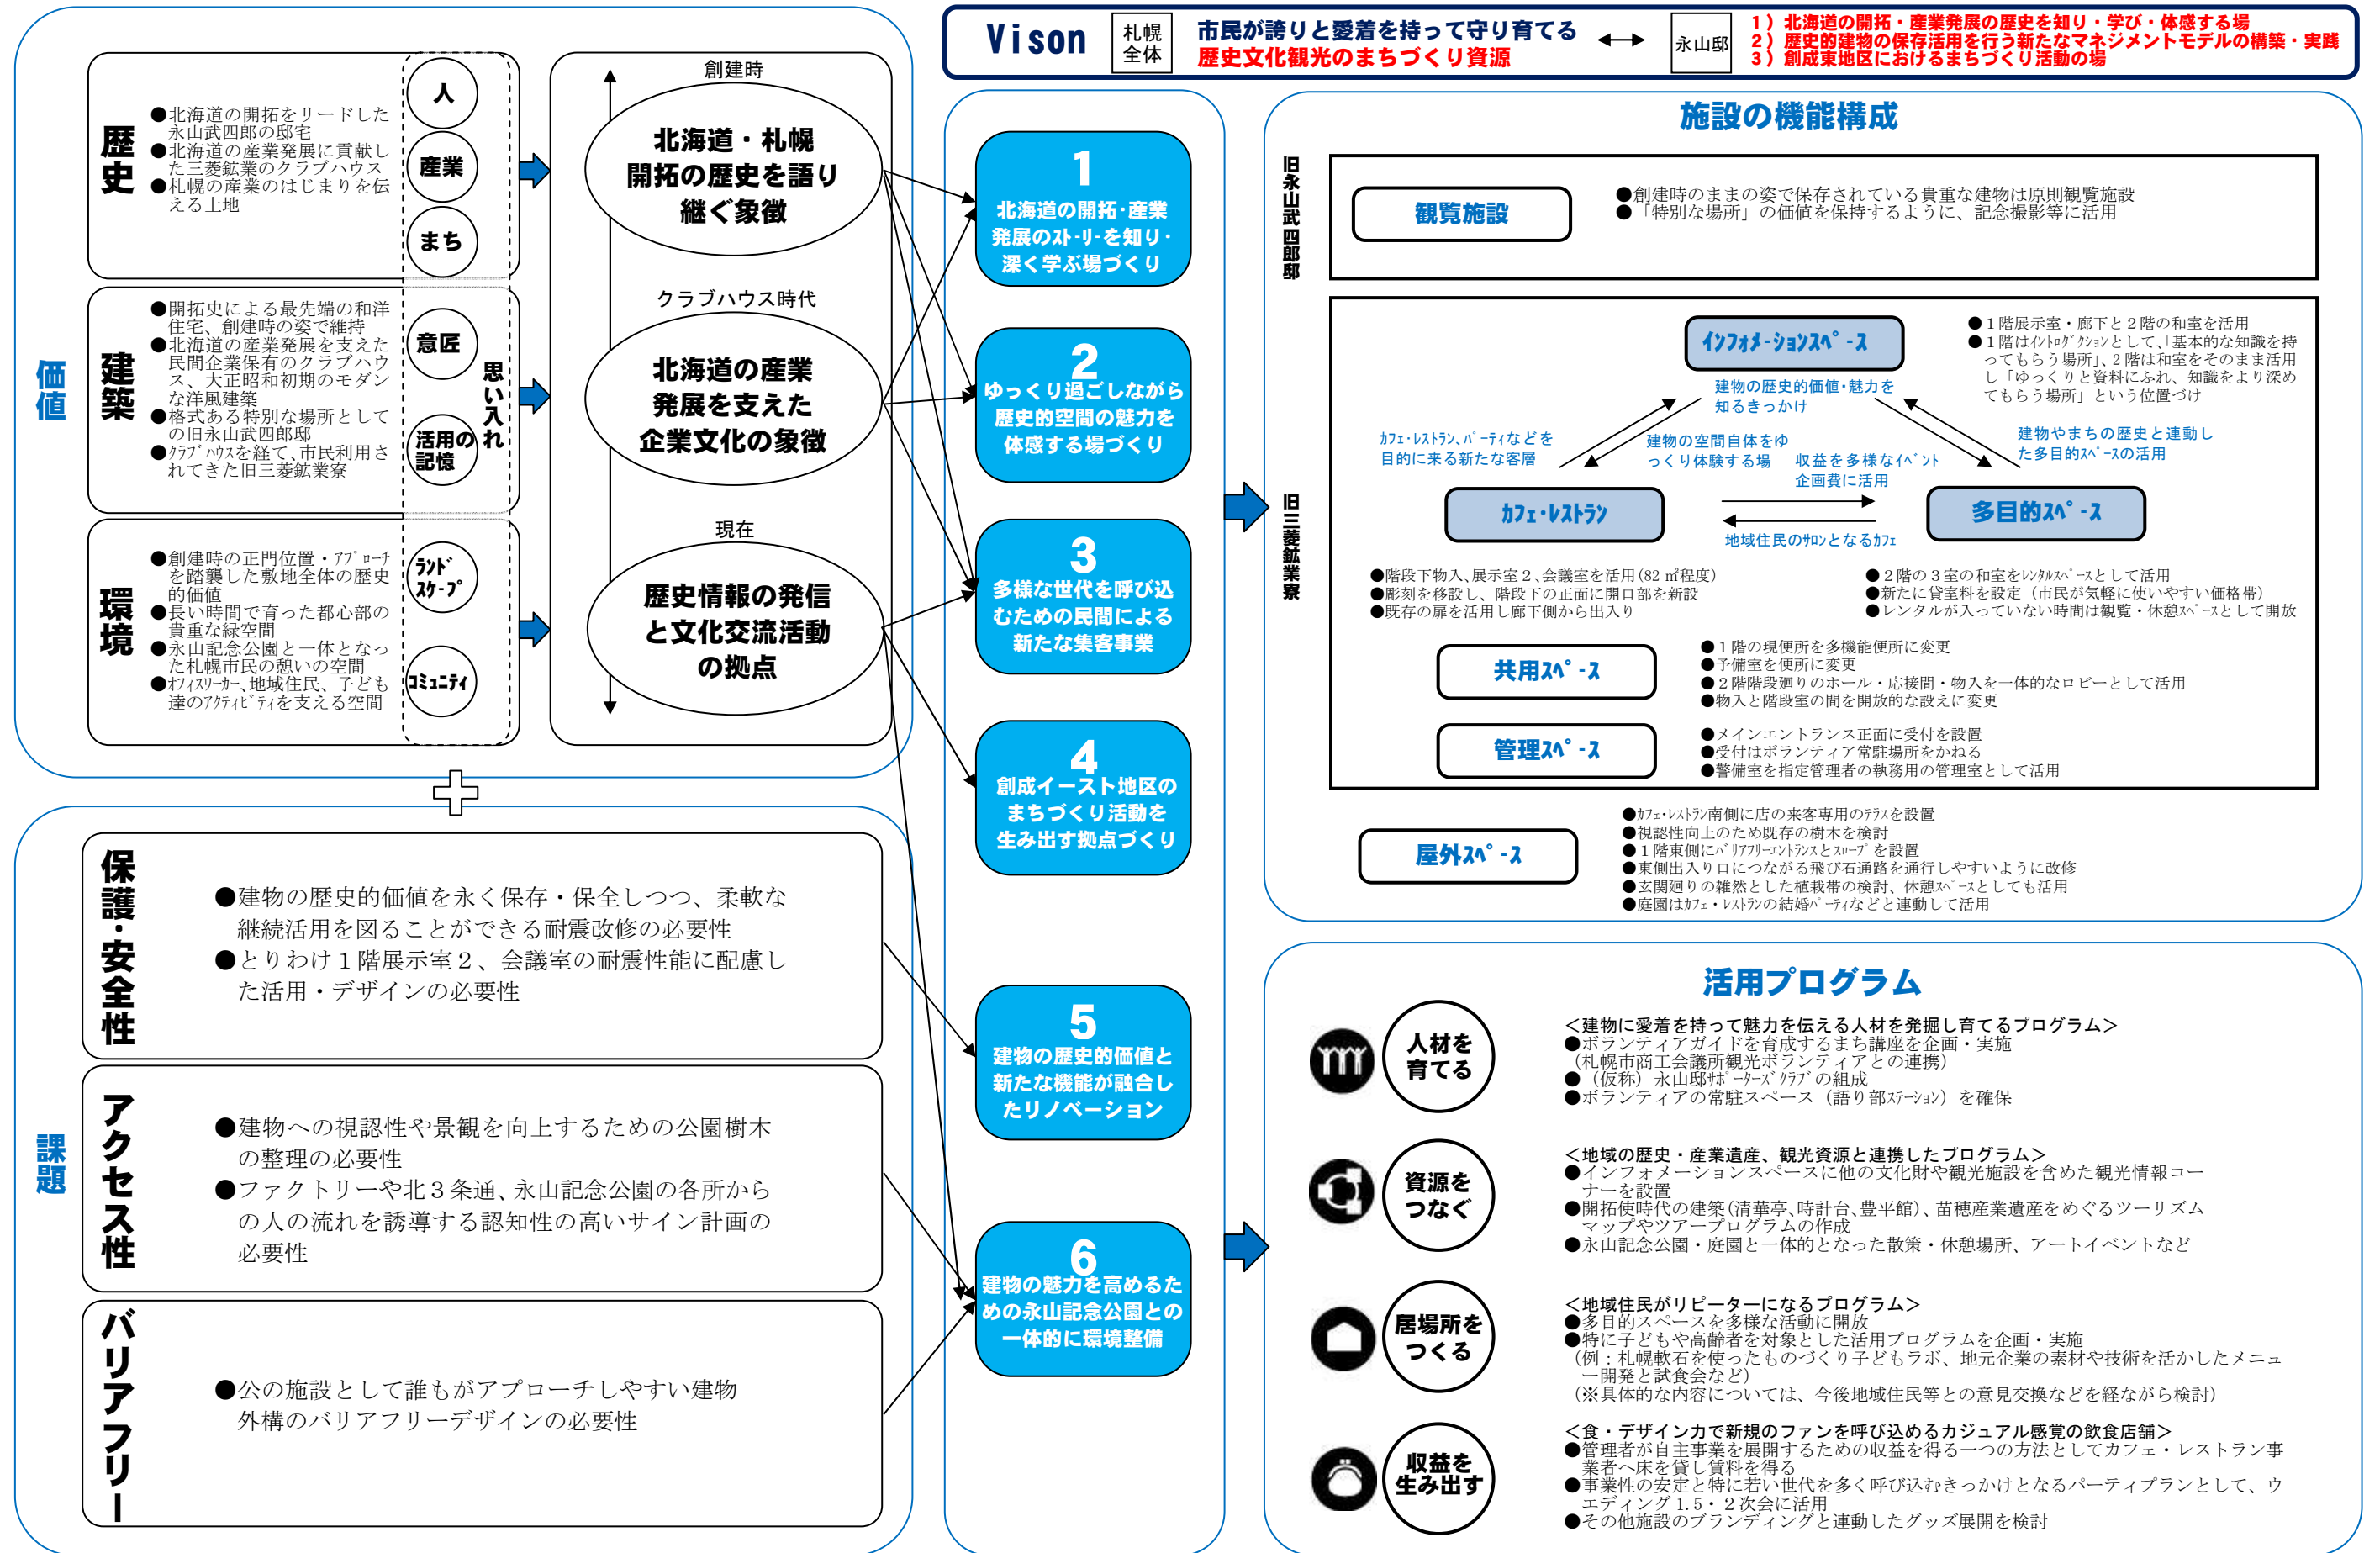 Vison
札幌
全体
市民が誇りと愛着を持って守り育てる
歴史文化観光のまちづくり資源
永山邸
1）北海道の開拓・産業発展の歴史を知り・学び・体感する場
2）歴史的建物の保存活用を行う新たなマネジメントモデルの構築・実践
3）創成東地区におけるまちづくり活動の場
価値
歴史
●北海道の開拓をリードした
永山武四郎の邸宅
●北海道の産業発展に貢献し
た三菱鉱業のクラブハウス
●札幌の産業のはじまりを伝
える土地
人
産業
まち
建築
●開拓史による最先端の和洋
住宅、創建時の姿で維持
●北海道の産業発展を支えた
民間企業保有のクラブハウ
ス、大正昭和初期のモダン
な洋風建築
●格式ある特別な場所として
の旧永山武四郎邸
●ｸﾗﾌﾞﾊｳｽを経て、市民利用さ
れてきた旧三菱鉱業寮
意匠
活用の
記憶
思い入れ
環境
●創建時の正門位置・ｱﾌﾟﾛｰﾁ
を踏襲した敷地全体の歴史
的価値
●長い時間で育った都心部の
貴重な緑空間
●永山記念公園と一体となっ
た札幌市民の憩いの空間
●ｵﾌｨｽﾜｰｶｰ、地域住民、子ども
達のｱｸﾃｨﾋﾞﾃｨを支える空間
ﾗﾝﾄﾞ
ｽｹｰﾌﾟ
ｺﾐｭﾆﾃｨ
創建時
北海道・札幌
開拓の歴史を語り
継ぐ象徴
クラブハウス時代
北海道の産業
発展を支えた
企業文化の象徴
現在
歴史情報の発信
と文化交流活動
の拠点
課題
保護・安全性
●建物の歴史的価値を永く保存・保全しつつ、柔軟な
継続活用を図ることができる耐震改修の必要性
●とりわけ１階展示室２、会議室の耐震性能に配慮し
た活用・デザインの必要性
アクセス性
●建物への視認性や景観を向上するための公園樹木
の整理の必要性
●ファクトリーや北３条通、永山記念公園の各所から
の人の流れを誘導する認知性の高いサイン計画の
必要性
バリアフリー
●公の施設として誰もがアプローチしやすい建物
外構のバリアフリーデザインの必要性
1
北海道の開拓・産業
発展のｽﾄｰﾘｰを知り・
深く学ぶ場づくり
2
ゆっくり過ごしながら
歴史的空間の魅力を
体感する場づくり
3
多様な世代を呼び込
むための民間による
新たな集客事業
4
創成イースト地区の
まちづくり活動を
生み出す拠点づくり
5
建物の歴史的価値と
新たな機能が融合し
たリノベーション
6
建物の魅力を高めるた
めの永山記念公園との
一体的に環境整備
施設の機能構成
旧永山武四郎邸
観覧施設
●創建時のままの姿で保存されている貴重な建物は原則観覧施設
●「特別な場所」の価値を保持するように、記念撮影等に活用
旧三菱鉱業寮
ｲﾝﾌｫﾒｰｼｮﾝｽﾍﾟｰｽ
●１階展示室・廊下と２階の和室を活用
●１階はｲﾝﾄﾛﾀﾞｸｼｮﾝとして、「基本的な知識を持
ってもらう場所」、２階は和室をそのまま活用
し「ゆっくりと資料にふれ、知識をより深め
てもらう場所」という位置づけ
建物の歴史的価値・魅力を
知るきっかけ
ｶﾌｪ・ﾚｽﾄﾗﾝ、ﾊﾟｰﾃｨなどを
目的に来る新たな客層
建物の空間自体をゆ
っくり体験する場
収益を多様なｲﾍﾞﾝﾄ
企画費に活用
建物やまちの歴史と連動し
た多目的ｽﾍﾟｰｽの活用
ｶﾌｪ・ﾚｽﾄﾗﾝ
多目的ｽﾍﾟｰｽ
地域住民のｻﾛﾝとなるｶﾌｪ
●階段下物入、展示室２、会議室を活用(82 ㎡程度)
●彫刻を移設し、階段下の正面に開口部を新設
●既存の扉を活用し廊下側から出入り
●２階の３室の和室をﾚﾝﾀﾙｽﾍﾟｰｽとして活用
●新たに貸室料を設定（市民が気軽に使いやすい価格帯）
●レンタルが入っていない時間は観覧・休憩ｽﾍﾟｰｽとして開放
共用ｽﾍﾟｰｽ
●１階の現便所を多機能便所に変更
●予備室を便所に変更
●２階階段廻りのホール・応接間・物入を一体的なロビーとして活用
●物入と階段室の間を開放的な設えに変更
管理ｽﾍﾟｰｽ
●メインエントランス正面に受付を設置
●受付はボランティア常駐場所をかねる
●警備室を指定管理者の執務用の管理室として活用
屋外ｽﾍﾟｰｽ
●ｶﾌｪ・ﾚｽﾄﾗﾝ南側に店の来客専用のﾃﾗｽを設置
●視認性向上のため既存の樹木を検討
●１階東側にﾊﾞﾘｱﾌﾘｰｴﾝﾄﾗﾝｽとｽﾛｰﾌﾟを設置
●東側出入り口につながる飛び石通路を通行しやすいように改修
●玄関廻りの雑然とした植栽帯の検討、休憩ｽﾍﾟｰｽとしても活用
●庭園はｶﾌｪ・ﾚｽﾄﾗﾝの結婚ﾊﾟｰﾃｨなどと連動して活用
活用プログラム
人材を
育てる
＜建物に愛着を持って魅力を伝える人材を発掘し育てるプログラム＞
●ボランティアガイドを育成するまち講座を企画・実施
（札幌市商工会議所観光ボランティアとの連携）
●（仮称）永山邸ｻﾎﾟｰﾀｰｽﾞｸﾗﾌﾞの組成
●ボランティアの常駐スペース（語り部ｽﾃｰｼｮﾝ）を確保
資源を
つなぐ
＜地域の歴史・産業遺産、観光資源と連携したプログラム＞
●インフォメーションスペースに他の文化財や観光施設を含めた観光情報コー
ナーを設置
●開拓使時代の建築(清華亭、時計台、豊平館)、苗穂産業遺産をめぐるツーリズム
マップやツアープログラムの作成
●永山記念公園・庭園と一体的となった散策・休憩場所、アートイベントなど
居場所を
つくる
＜地域住民がリピーターになるプログラム＞
●多目的スペースを多様な活動に開放
●特に子どもや高齢者を対象とした活用プログラムを企画・実施
（例：札幌軟石を使ったものづくり子どもラボ、地元企業の素材や技術を活かしたメニュ
ー開発と試食会など）
（※具体的な内容については、今後地域住民等との意見交換などを経ながら検討）
収益を
生み出す
＜食・デザイン力で新規のファンを呼び込めるカジュアル感覚の飲食店舗＞
●管理者が自主事業を展開するための収益を得る一つの方法としてカフェ・レストラン事
業者へ床を貸し賃料を得る
●事業性の安定と特に若い世代を多く呼び込むきっかけとなるパーティプランとして、ウ
エディング 1.5・２次会に活用
●その他施設のブランディングと連動したグッズ展開を検討